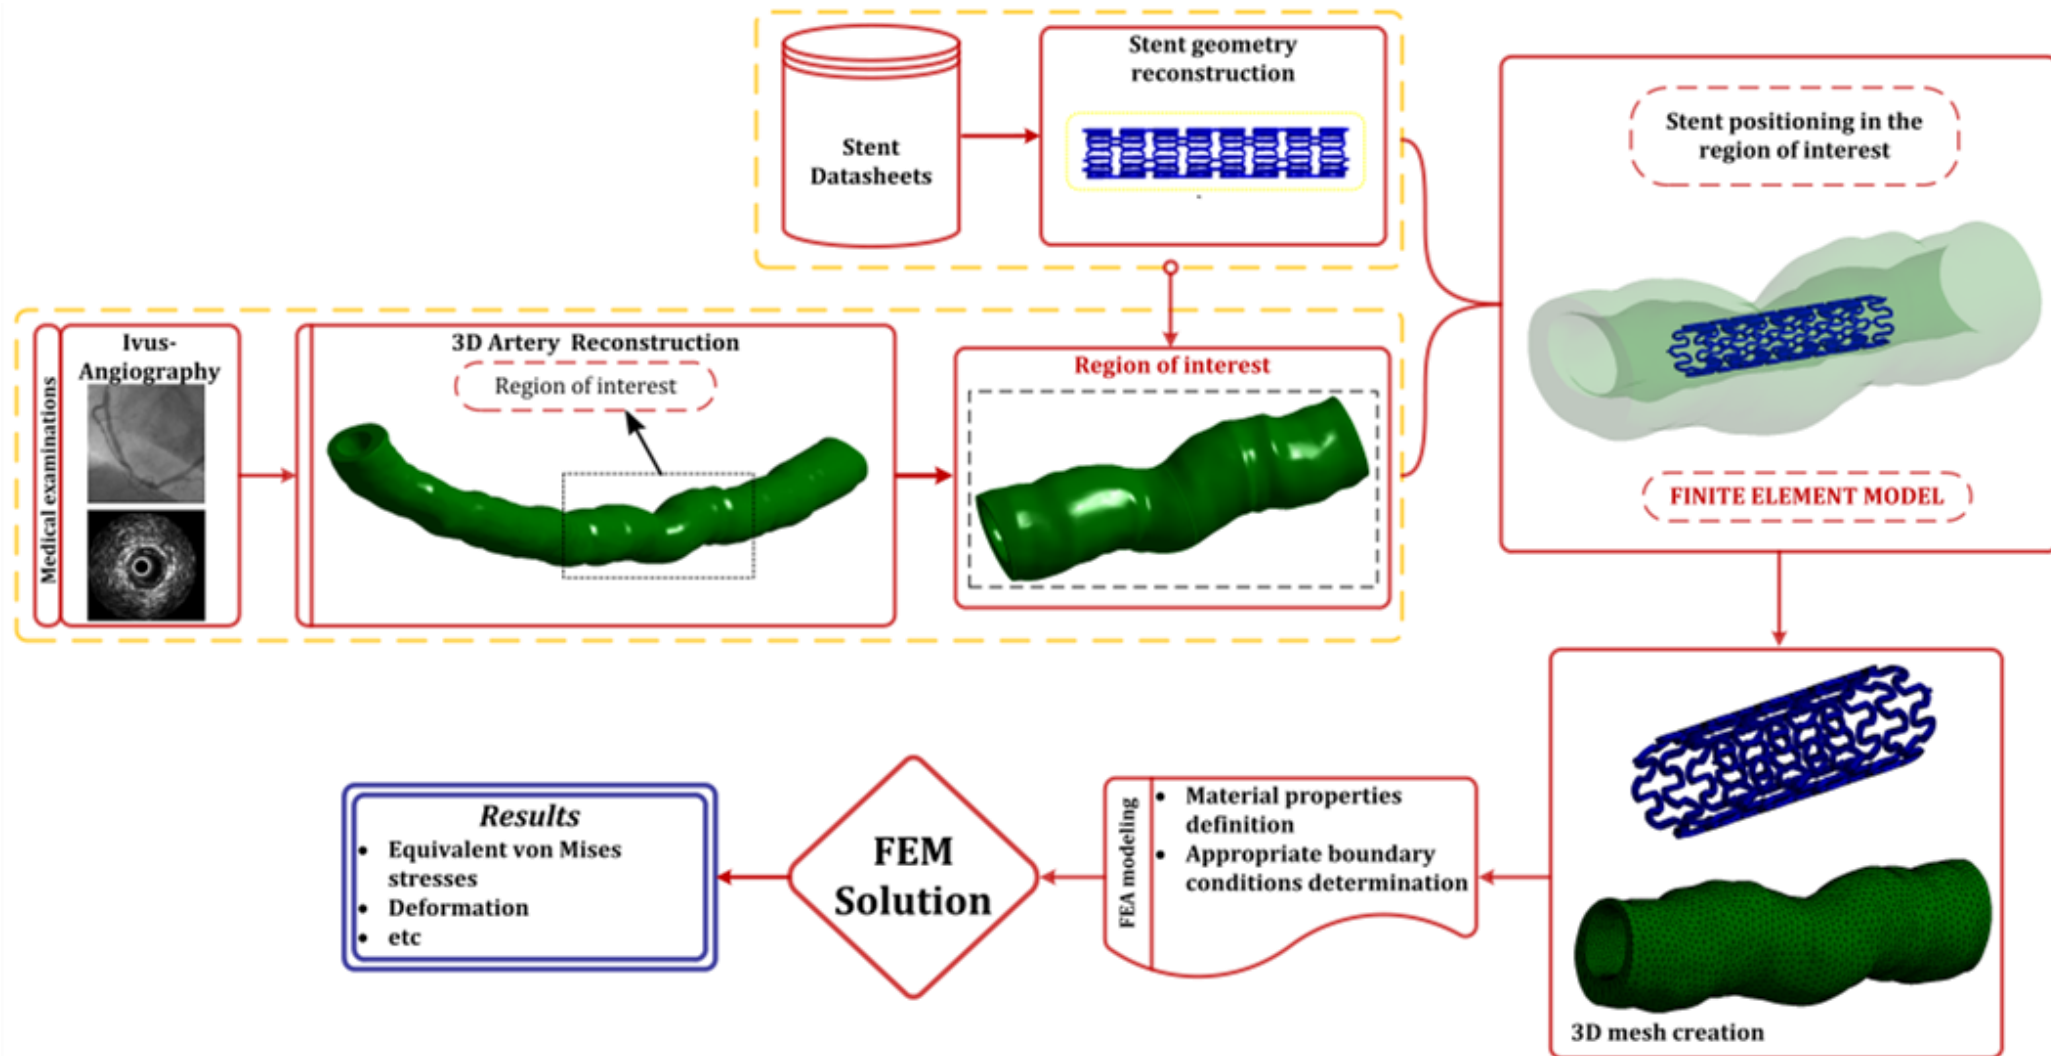 Stent
Datasheets
Stent geometry
reconstruction
Stent positioning in the
region of interest
FINITE ELEMENT MODEL
Medical examinations
Ivus-
Angiography
3D Artery Reconstruction
Region of interest
Region of interest
3D mesh creation
FEA modeling
• Material properties
definition
• Appropriate boundary
conditions determination
FEM
Solution
Results
• Equivalent von Mises
stresses
• Deformation
• etc